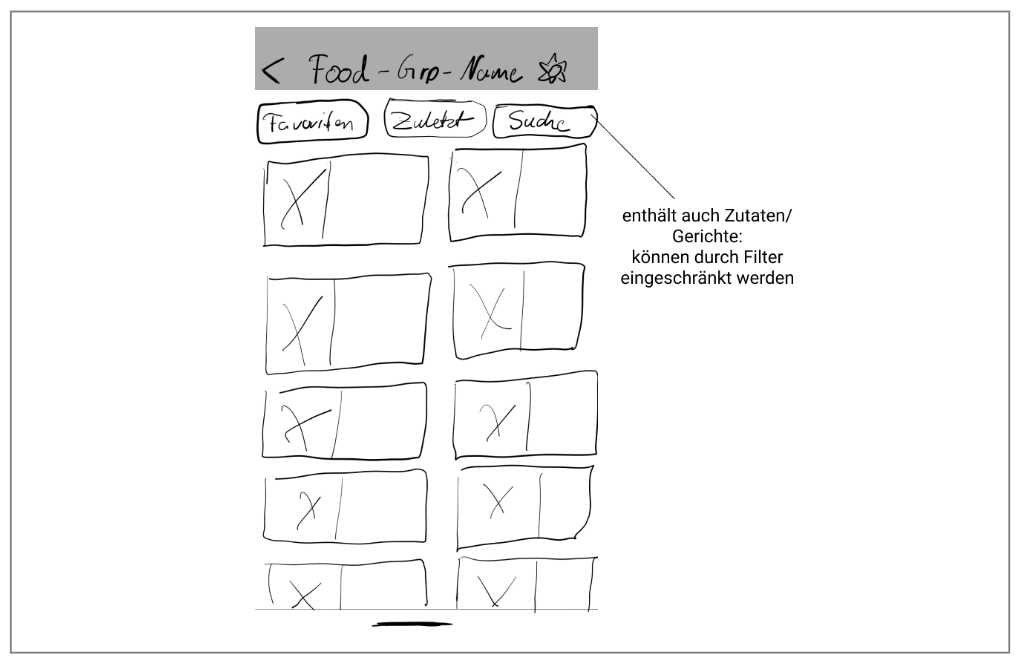 < Food-Grp-Name
Favoriten
Zuletzt
Suche
enthält auch Zutaten/
Gerichte:
können durch Filter
eingeschränkt werden